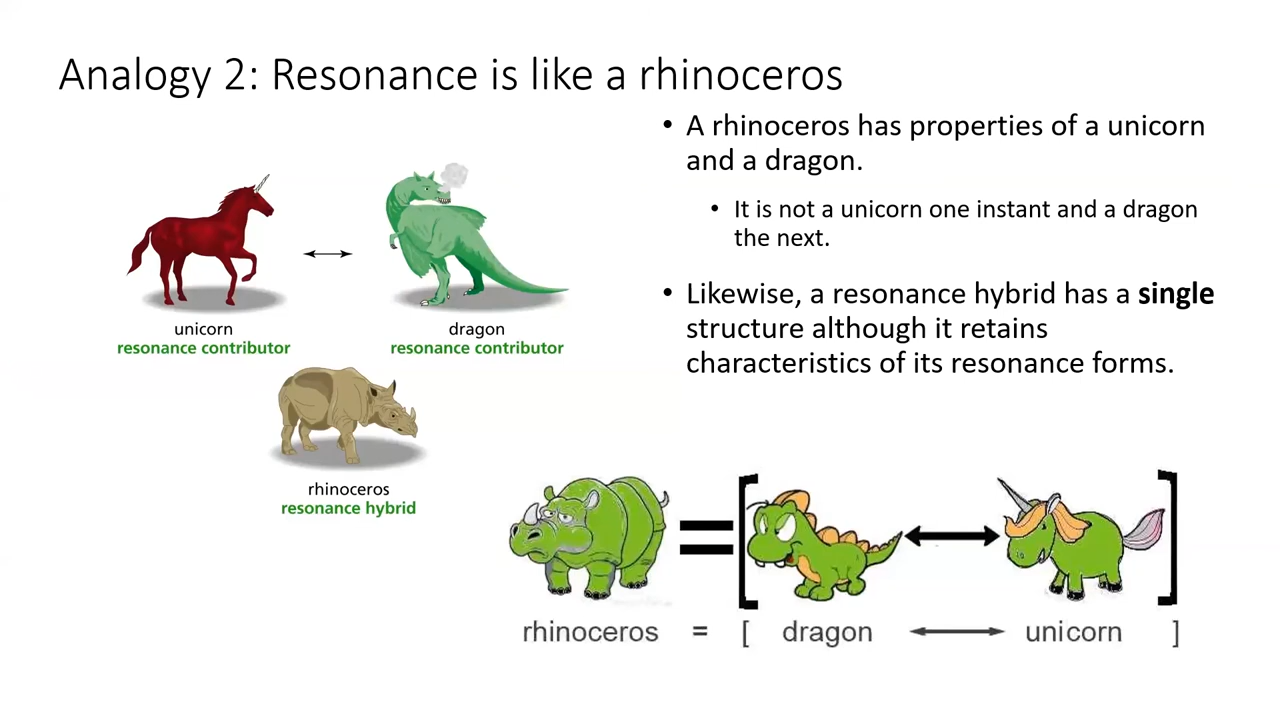 Analogy 2: Resonance is like a rhinoceros
unicorn
resonance contributor
dragon
resonance contributor
rhinoceros
resonance hybrid
• A rhinoceros has properties of a unicorn
and a dragon.
• It is not a unicorn one instant and a dragon
the next.
• Likewise, a resonance hybrid has a single
structure although it retains
characteristics of its resonance forms.
rhinoceros = [ dragon ⟷ unicorn ]